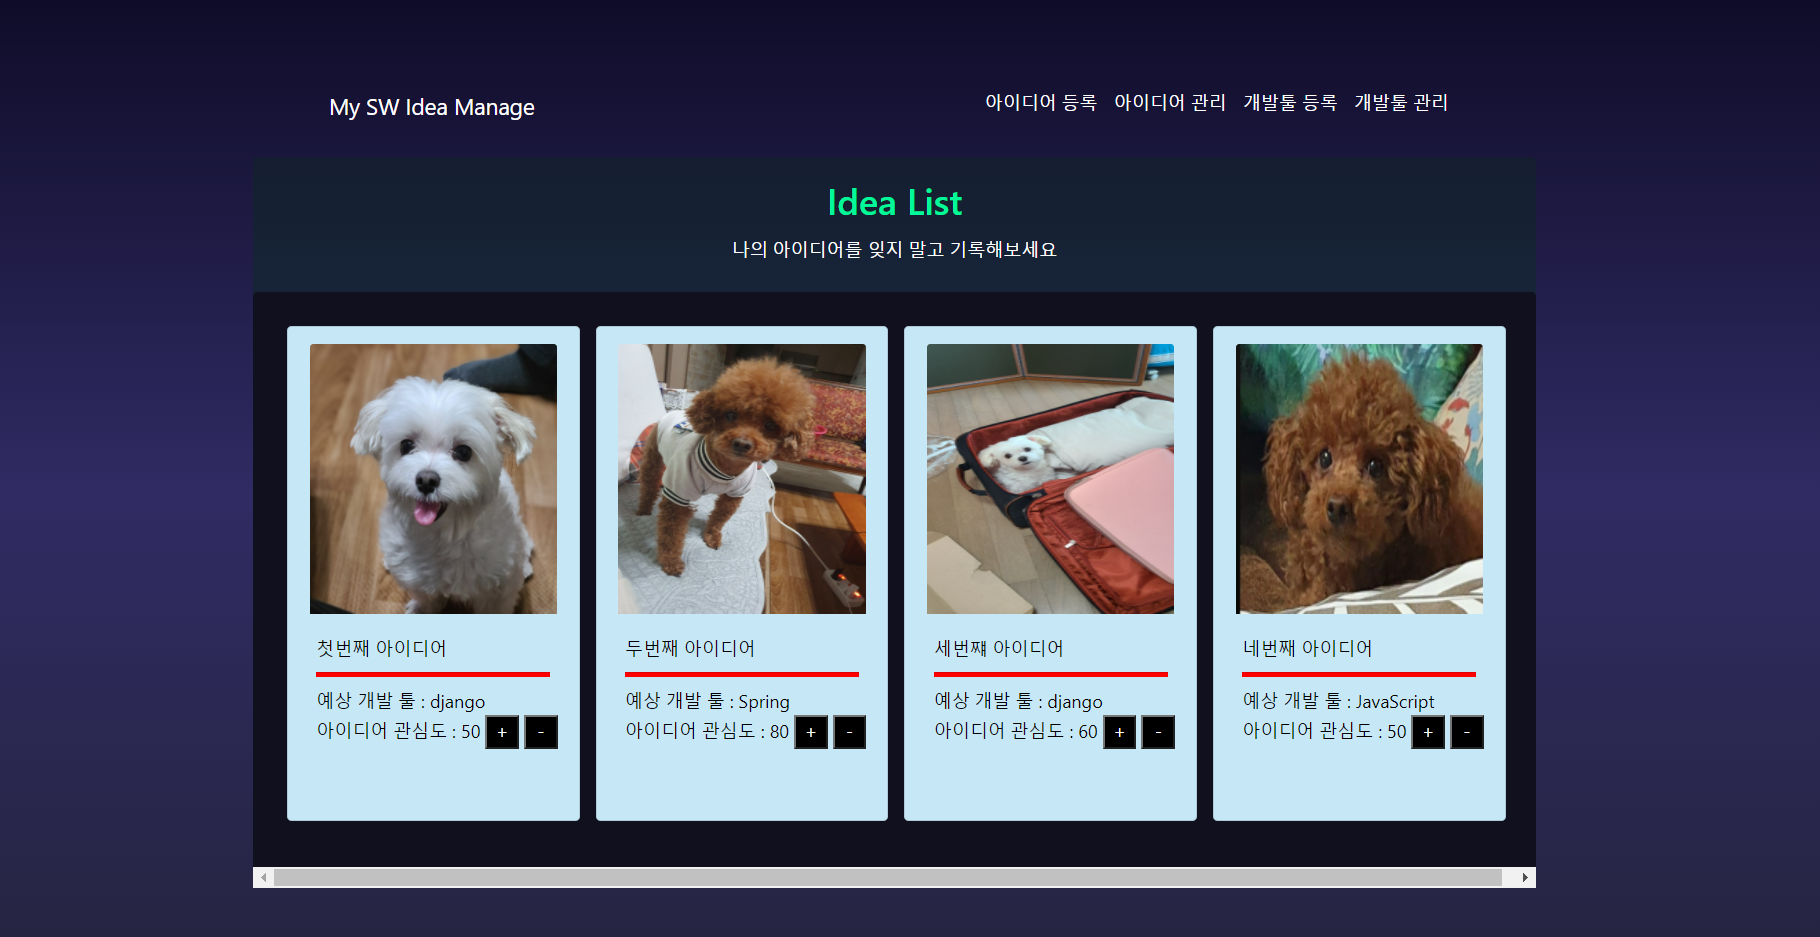 My SW Idea Manage
아이디어 등록 아이디어 관리 개발툴 등록 개발툴 관리
Idea List
나의 아이디어를 잊지 말고 기록해보세요
첫번째 아이디어
예상 개발 툴 : django
아이디어 관심도 : 50 + -
두번째 아이디어
예상 개발 툴 : Spring
아이디어 관심도 : 80 + -
세번쨰 아이디어
예상 개발 툴 : django
아이디어 관심도 : 60 + -
네번째 아이디어
예상 개발 툴 : JavaScript
아이디어 관심도 : 50 + -